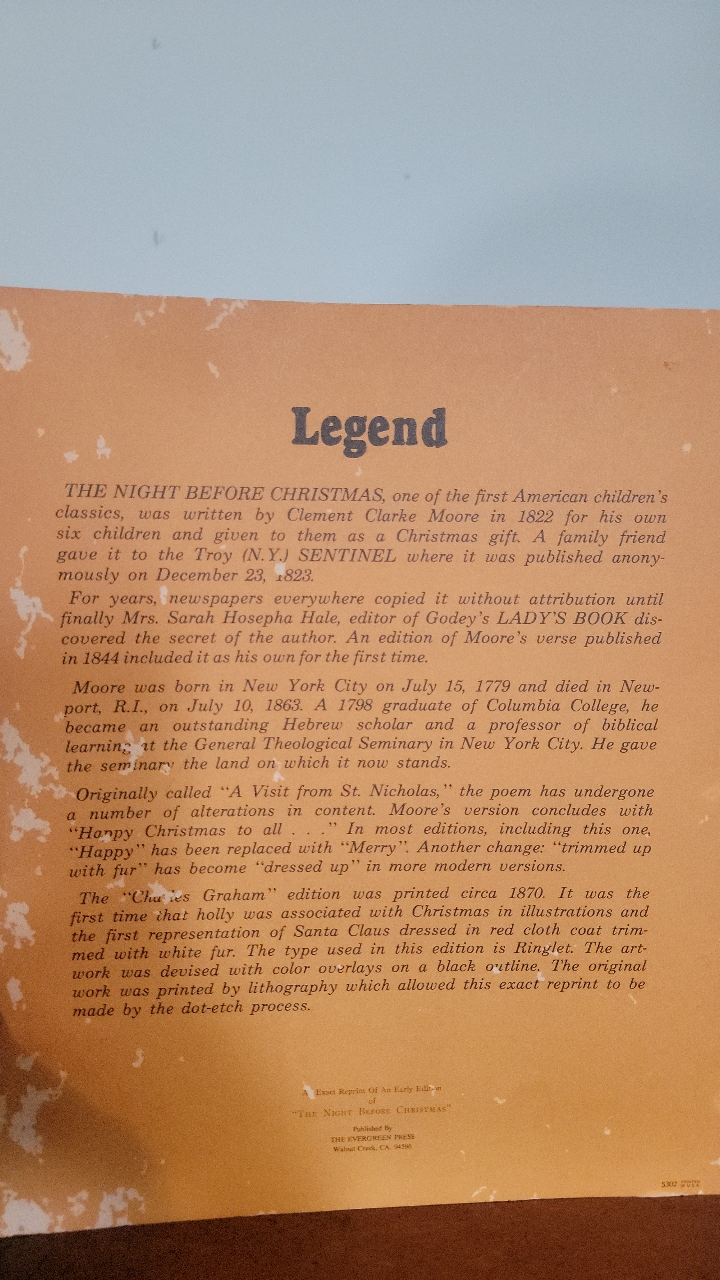 Legend
THE NIGHT BEFORE CHRISTMAS, one of the first American children's
classics, was written by Clement Clarke Moore in 1822 for his own
six children and given to them as a Christmas gift. A family friend
gave it to the Troy (N.Y.) SENTINEL where it was published anony-
mously on December 23, 1823.
For years, newspapers everywhere copied it without attribution until
finally Mrs. Sarah Hosepha Hale, editor of Godey's LADY'S BOOK dis-
covered the secret of the author. An edition of Moore's verse published
in 1844 included it as his own for the first time.
Moore was born in New York City on July 15, 1779 and died in New-
port, R.I., on July 10, 1863. A 1798 graduate of Columbia College, he
became an outstanding Hebrew scholar and a professor of biblical
learning at the General Theological Seminary in New York City. He gave
the seminary the land on which it now stands.
Originally called "A Visit from St. Nicholas," the poem has undergone
a number of alterations in content. Moore's version concludes with
"Happy Christmas to all . . ." In most editions, including this one,
"Happy" has been replaced with "Merry". Another change: "trimmed up
with fur" has become "dressed up" in more modern versions.
The "Charles Graham" edition was printed circa 1870. It was the
first time that holly was associated with Christmas in illustrations and
the first representation of Santa Claus dressed in red cloth coat trim-
med with white fur. The type used in this edition is Ringlet. The art-
work was devised with color overlays on a black outline. The original
work was printed by lithography which allowed this exact reprint to be
made by the dot-etch process.
An Exact Reprint Of An Early Edition
of
"THE NIGHT BEFORE CHRISTMAS"
Published By
THE EVERGREEN PRESS
Walnut Creek, CA 94596
5302 PRINTED